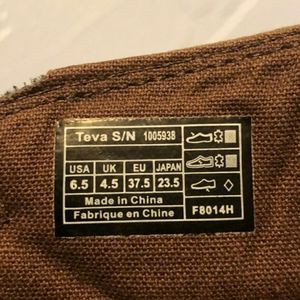 Teva S/N 1005938
USA UK EU JAPAN
6.5 4.5 37.5 23.5
Made in China
Fabrique en Chine
F8014H